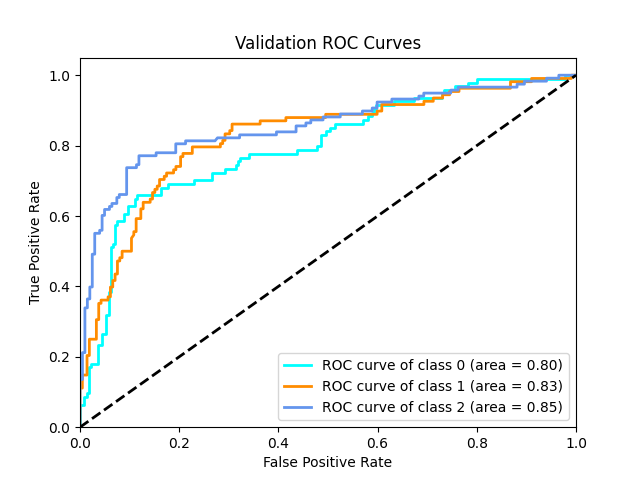 Validation ROC Curves
True Positive Rate
1.0
0.8
0.6
0.4
0.2
0.0
ROC curve of class 0 (area = 0.80)
ROC curve of class 1 (area = 0.83)
ROC curve of class 2 (area = 0.85)
0.0 0.2 0.4 0.6 0.8 1.0
False Positive Rate